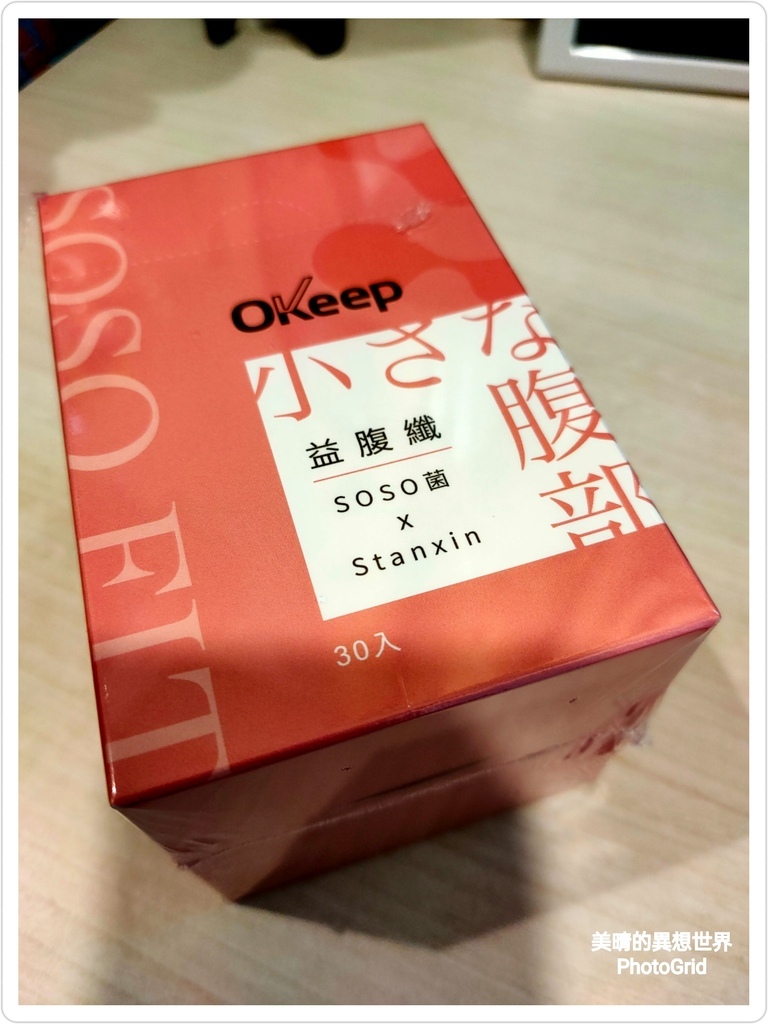 SOSO FIT
OKeep
小さな
腹部
益腹纖
SOSO菌
x
Stanxin
30入
美晴的異想世界
PhotoGrid